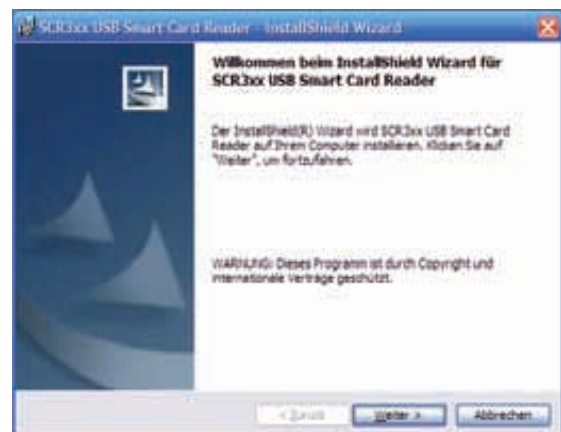 SCR3xx USB Smart Card Reader - InstallShield Wizard
Willkommen beim InstallShield Wizard für
SCR3xx USB Smart Card Reader
Der InstallShield(R) Wizard wird SCR3xx USB Smart Card
Reader auf Ihrem Computer installieren. Klicken Sie auf
"Weiter", um fortzufahren.
WARNUNG: Dieses Programm ist durch Copyright und
internationale Verträge geschützt.
< Zurück Weiter > Abbrechen